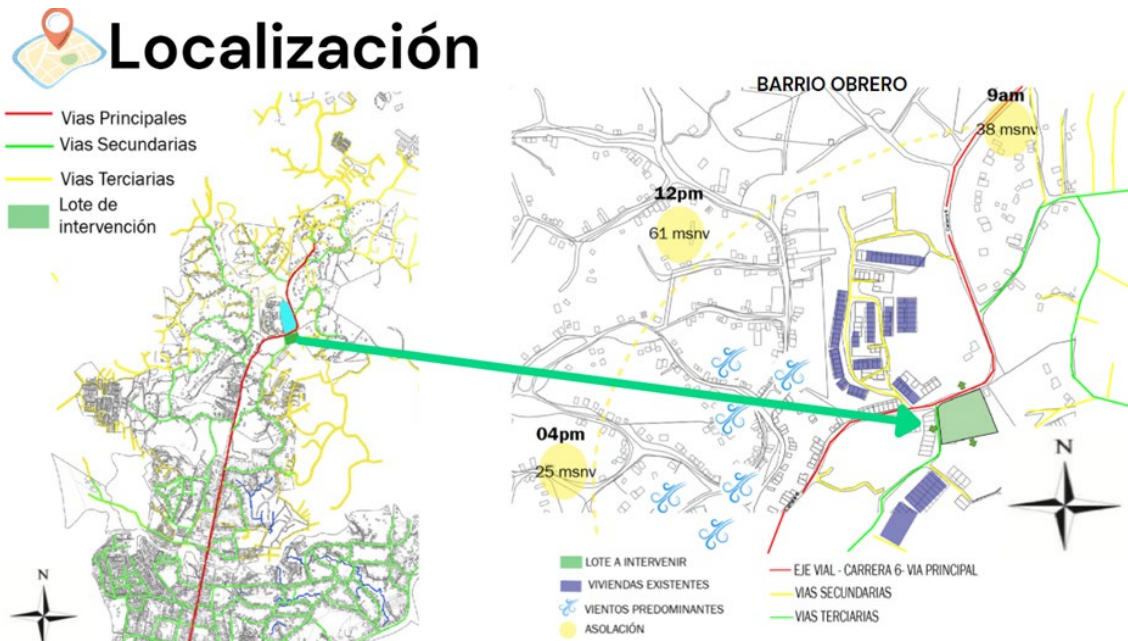 Localización
Vias Principales
Vias Secundarias
Vias Terciarias
Lote de
intervención
N
BARRIO OBRERO
9am
38 msnv
12pm
61 msnv
04pm
25 msnv
N
LOTE A INTERVENIR
VIVIENDAS EXISTENTES
VIENTOS PREDOMINANTES
ASOLACIÓN
EJE VIAL - CARRERA 6- VIA PRINCIPAL
VIAS SECUNDARIAS
VIAS TERCIARIAS